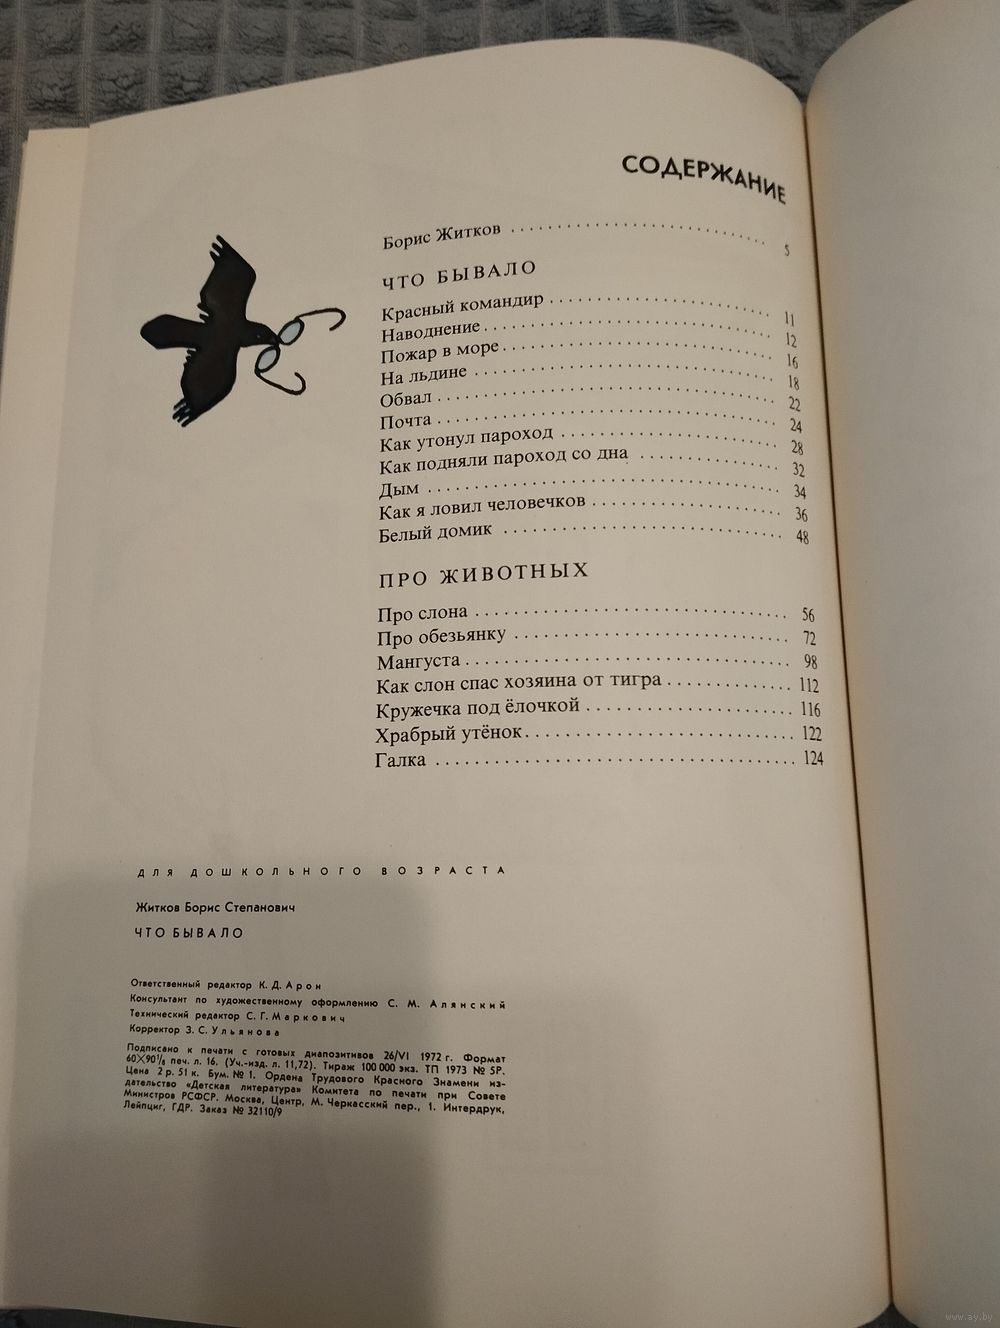 СОДЕРЖАНИЕ
Борис Житков 5
ЧТО БЫВАЛО
Красный командир 11
Наводнение 12
Пожар в море 16
На льдине 18
Обвал 22
Почта 24
Как утонул пароход 28
Как подняли пароход со дна 32
Дым 34
Как я ловил человечков 36
Белый домик 48
ПРО ЖИВОТНЫХ
Про слона 56
Про обезьянку 72
Мангуста 98
Как слон спас хозяина от тигра 112
Кружечка под ёлочкой 116
Храбрый утёнок 122
Галка 124
ДЛЯ ДОШКОЛЬНОГО ВОЗРАСТА
Житков Борис Степанович
ЧТО БЫВАЛО
Ответственный редактор К. Д. Арон
Консультант по художественному оформлению С. М. Алянский
Технический редактор С. Г. Маркович
Корректор З. С. Ульянова
Подписано к печати с готовых диапозитивов 26/VI 1972 г. Формат
60×90¹/₈ печ. л. 16. (Уч.-изд. л. 11,72). Тираж 100 000 экз. ТП 1973 № 5Р.
Цена 2 р. 51 к. Бум. № 1. Ордена Трудового Красного Знамени из-
дательство «Детская литература» Комитета по печати при Совете
Министров РСФСР. Москва, Центр, М. Черкасский пер., 1. Интердрук,
Лейпциг, ГДР. Заказ № 32110/9
www.ay.by